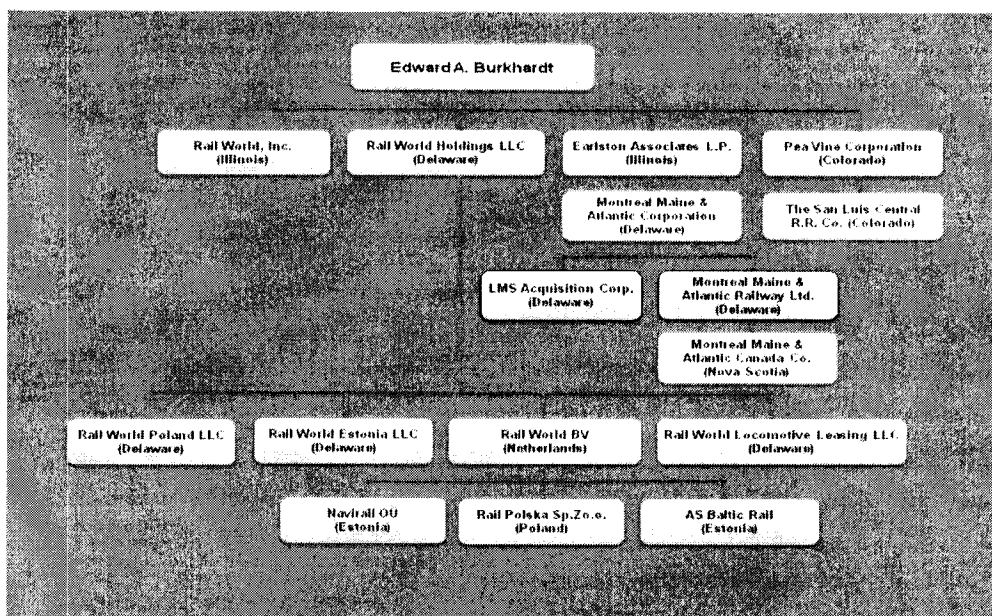 Edward A. Burkhardt
Rail World, Inc.
(Illinois)
Rail World Holdings LLC
(Delaware)
Earlston Associates L.P.
(Illinois)
Pea Vine Corporation
(Colorado)
Montreal Maine &
Atlantic Corporation
(Delaware)
The San Luis Central
R.R. Co. (Colorado)
LMS Acquisition Corp.
(Delaware)
Montreal Maine &
Atlantic Railway Ltd.
(Delaware)
Montreal Maine &
Atlantic Canada Co.
(Nova Scotia)
Rail World Poland LLC
(Delaware)
Rail World Estonia LLC
(Delaware)
Rail World BV
(Netherlands)
Rail World Locomotive Leasing LLC
(Delaware)
Navirail OU
(Estonia)
Rail Polska Sp.Zo.o.
(Poland)
AS Baltic Rail
(Estonia)